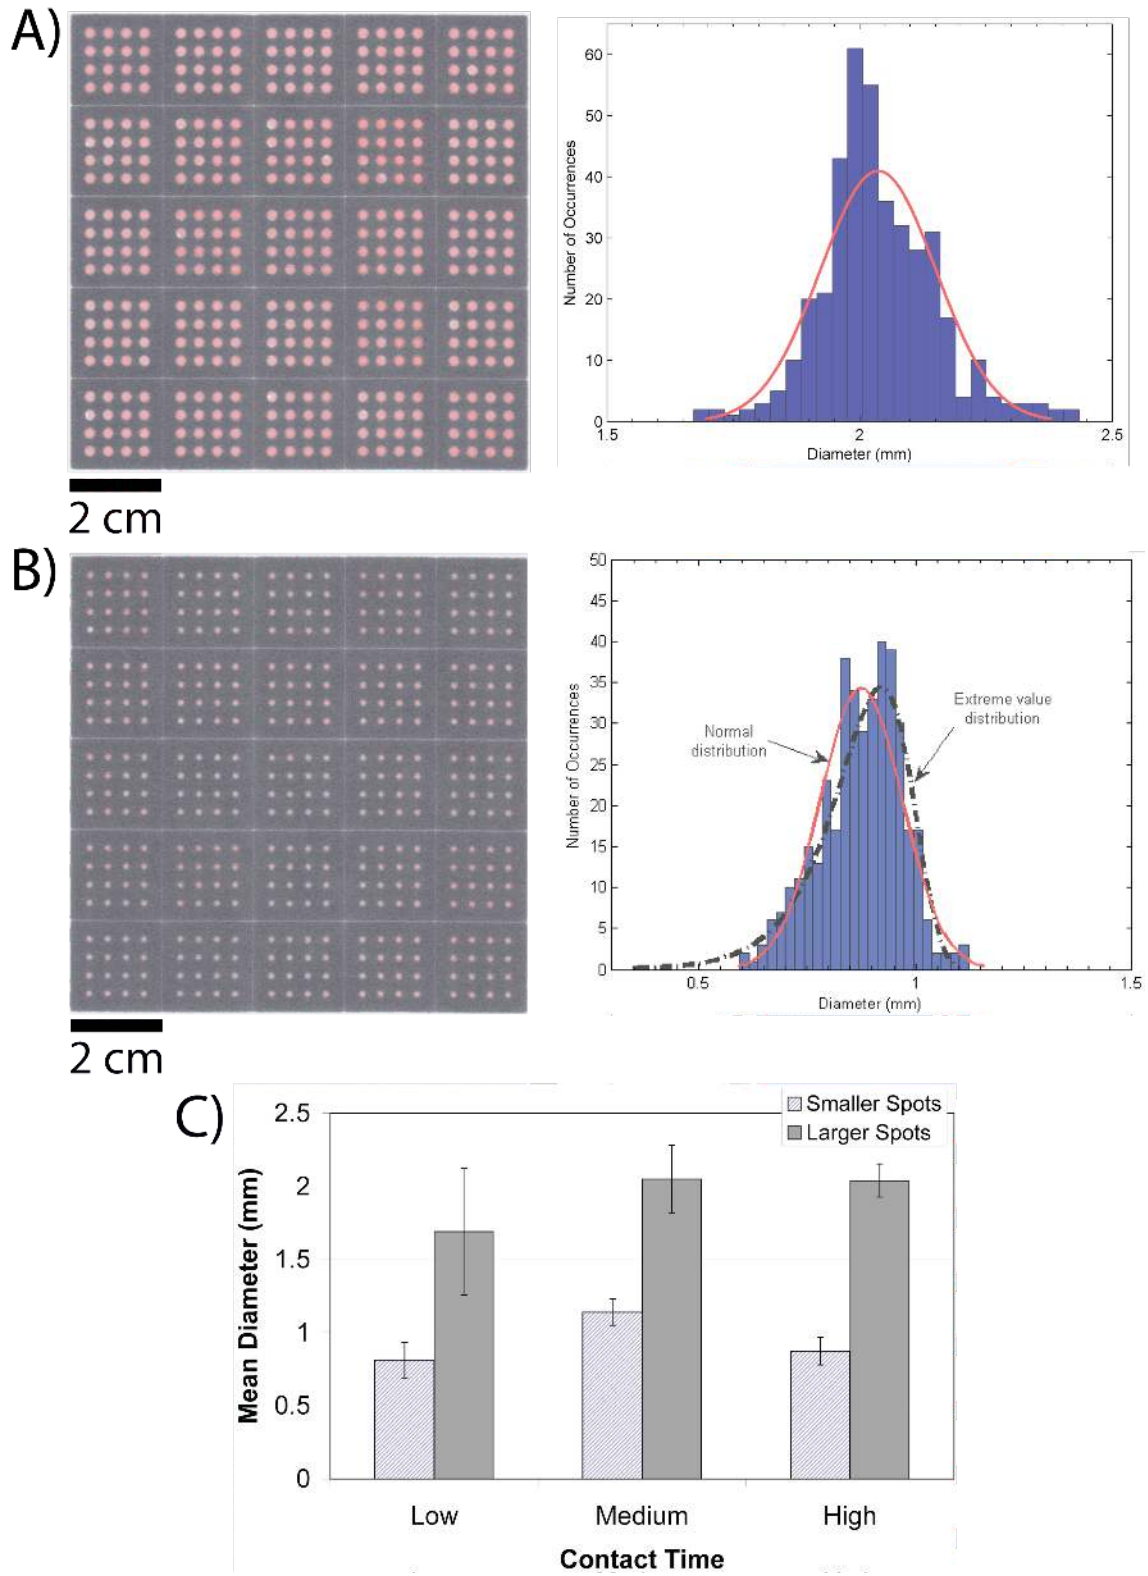 A)
2 cm
Number of Occurrences
60
50
40
30
20
10
0
1.5
2
2.5
Diameter (mm)
B)
2 cm
Number of Occurrences
50
45
40
35
30
25
20
15
10
5
0
Normal
distribution
Extreme value
distribution
0.5
1
1.5
Diameter (mm)
C)
Smaller Spots
Larger Spots
Mean Diameter (mm)
2.5
2
1.5
1
0.5
0
Low
Medium
High
Contact Time